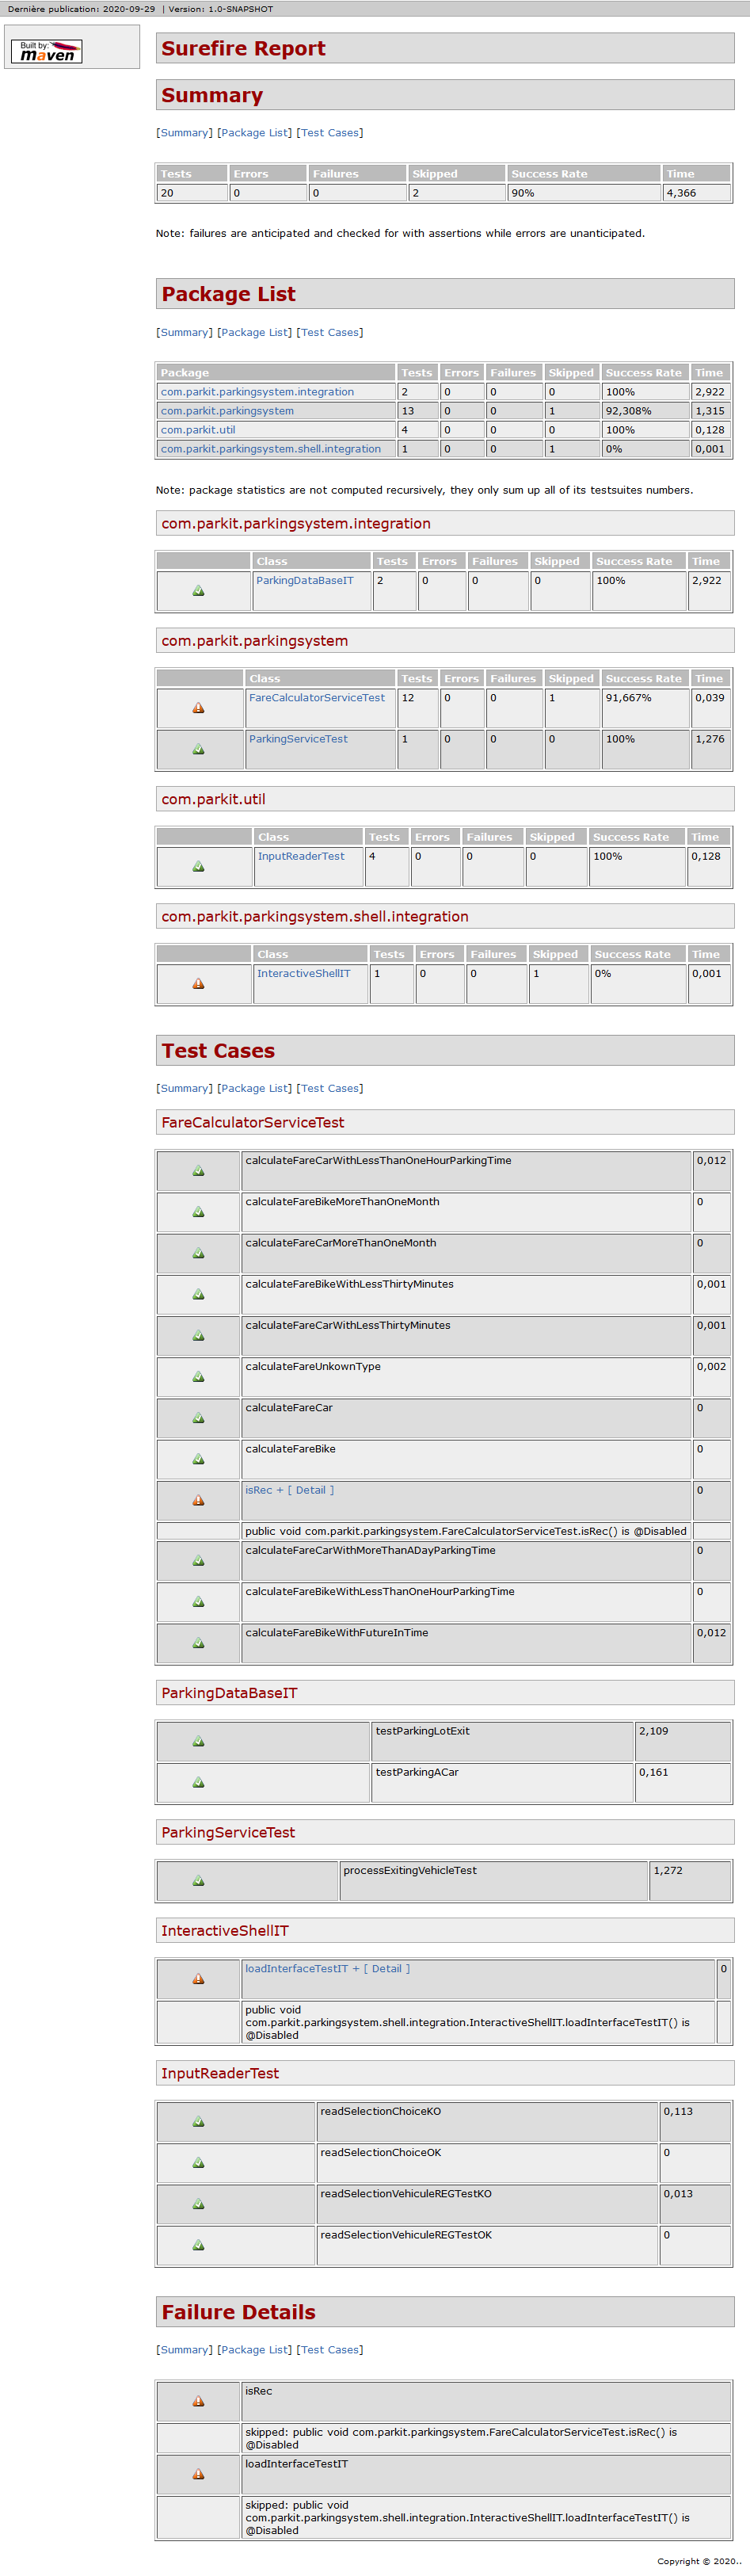 Dernière publication: 2020-09-29 | Version: 1.0-SNAPSHOT
Built by:
maven
Surefire Report
Summary
[Summary] [Package List] [Test Cases]
Tests Errors Failures Skipped Success Rate Time
20 0 0 2 90% 4,366
Note: failures are anticipated and checked for with assertions while errors are unanticipated.
Package List
[Summary] [Package List] [Test Cases]
Package Tests Errors Failures Skipped Success Rate Time
com.parkit.parkingsystem.integration 2 0 0 0 100% 2,922
com.parkit.parkingsystem 13 0 0 1 92,308% 1,315
com.parkit.util 4 0 0 0 100% 0,128
com.parkit.parkingsystem.shell.integration 1 0 0 1 0% 0,001
Note: package statistics are not computed recursively, they only sum up all of its testsuites numbers.
com.parkit.parkingsystem.integration
Class Tests Errors Failures Skipped Success Rate Time
ParkingDataBaseIT 2 0 0 0 100% 2,922
com.parkit.parkingsystem
Class Tests Errors Failures Skipped Success Rate Time
FareCalculatorServiceTest 12 0 0 1 91,667% 0,039
ParkingServiceTest 1 0 0 0 100% 1,276
com.parkit.util
Class Tests Errors Failures Skipped Success Rate Time
InputReaderTest 4 0 0 0 100% 0,128
com.parkit.parkingsystem.shell.integration
Class Tests Errors Failures Skipped Success Rate Time
InteractiveShellIT 1 0 0 1 0% 0,001
Test Cases
[Summary] [Package List] [Test Cases]
FareCalculatorServiceTest
calculateFareCarWithLessThanOneHourParkingTime 0,012
calculateFareBikeMoreThanOneMonth 0
calculateFareCarMoreThanOneMonth 0
calculateFareBikeWithLessThirtyMinutes 0,001
calculateFareCarWithLessThirtyMinutes 0,001
calculateFareUnkownType 0,002
calculateFareCar 0
calculateFareBike 0
isRec + [ Detail ] 0
public void com.parkit.parkingsystem.FareCalculatorServiceTest.isRec() is @Disabled
calculateFareCarWithMoreThanADayParkingTime 0
calculateFareBikeWithLessThanOneHourParkingTime 0
calculateFareBikeWithFutureInTime 0,012
ParkingDataBaseIT
testParkingLotExit 2,109
testParkingACar 0,161
ParkingServiceTest
processExitingVehicleTest 1,272
InteractiveShellIT
loadInterfaceTestIT + [ Detail ] 0
public void
com.parkit.parkingsystem.shell.integration.InteractiveShellIT.loadInterfaceTestIT() is
@Disabled
InputReaderTest
readSelectionChoiceKO 0,113
readSelectionChoiceOK 0
readSelectionVehiculeREGTestKO 0,013
readSelectionVehiculeREGTestOK 0
Failure Details
[Summary] [Package List] [Test Cases]
isRec
skipped: public void com.parkit.parkingsystem.FareCalculatorServiceTest.isRec() is
@Disabled
loadInterfaceTestIT
skipped: public void
com.parkit.parkingsystem.shell.integration.InteractiveShellIT.loadInterfaceTestIT() is
@Disabled
Copyright © 2020..